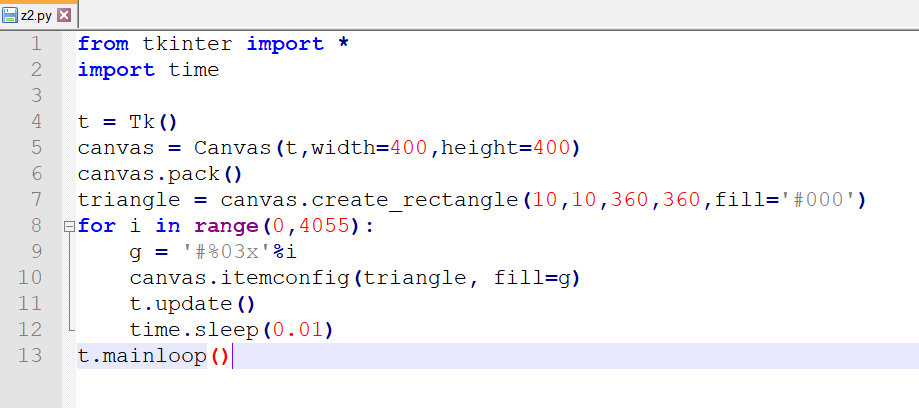 z2.py
1 from tkinter import *
2 import time
3
4 t = Tk()
5 canvas = Canvas(t,width=400,height=400)
6 canvas.pack()
7 triangle = canvas.create_rectangle(10,10,360,360,fill='#000')
8 for i in range(0,4055):
9     g = '#%03x'%i
10     canvas.itemconfig(triangle, fill=g)
11     t.update()
12     time.sleep(0.01)
13 t.mainloop()